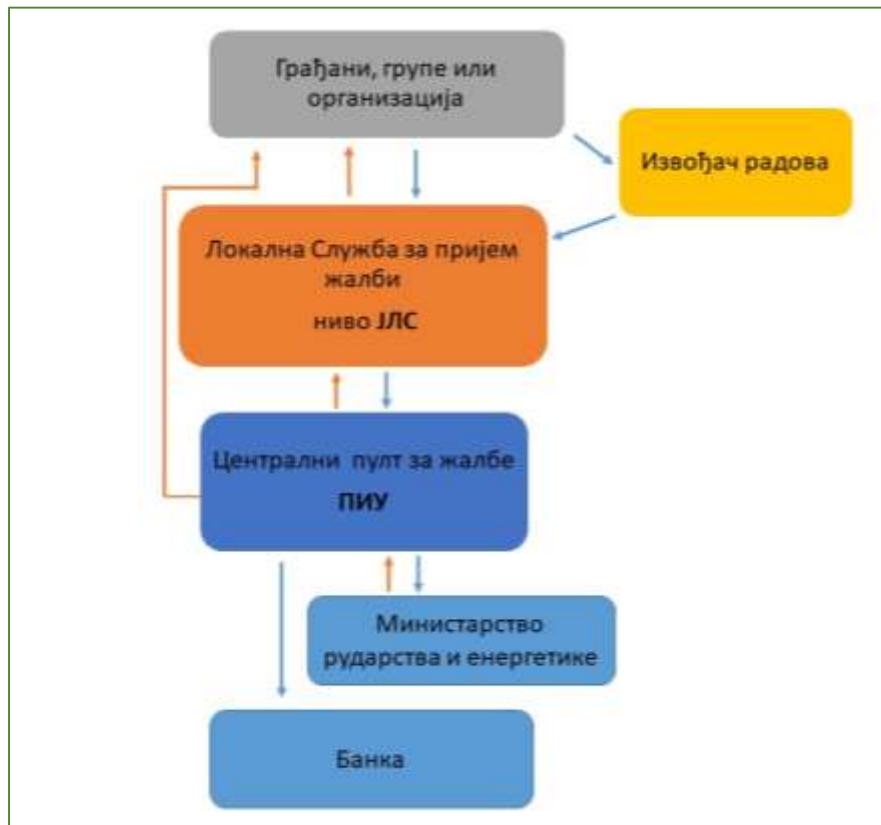 Грађани, групе или
организација
Извођач радова
Локална Служба за пријем
жалби
ниво ЈЛС
Централни пулт за жалбе
ПИУ
Министарство
рударства и енергетике
Банка